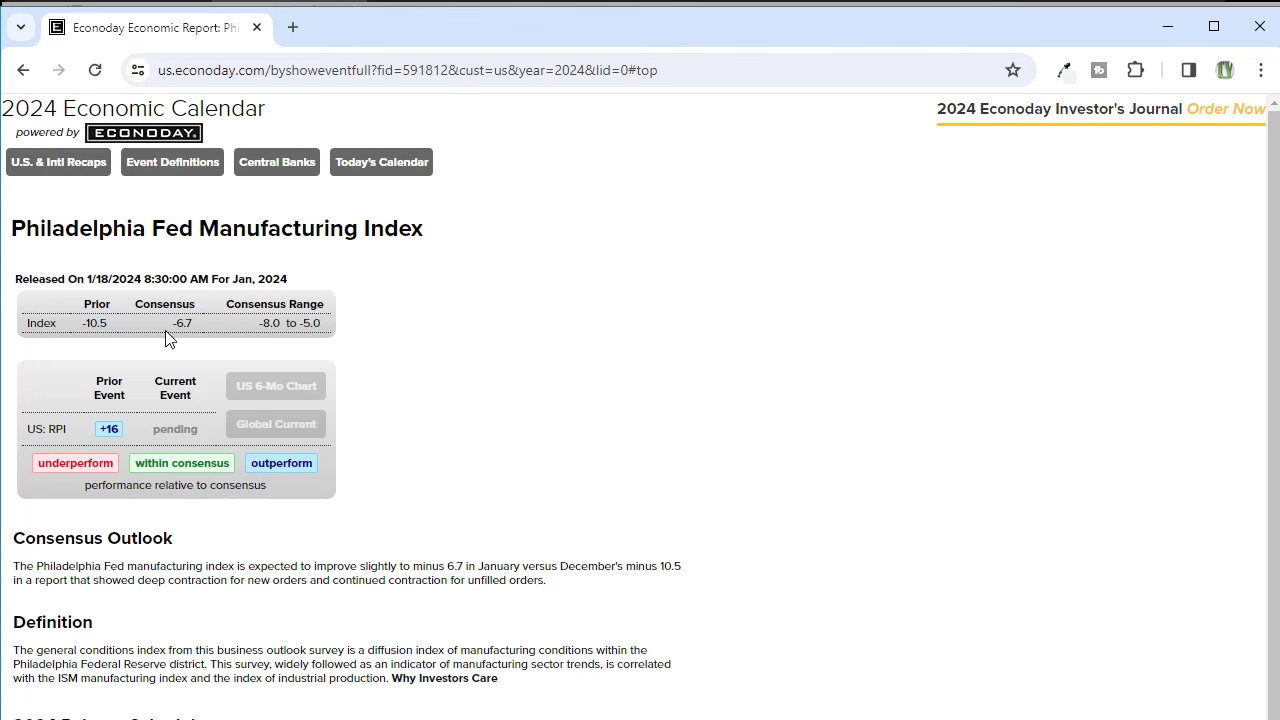 Econoday Economic Report: Phi
us.econoday.com/byshoweventfull?fid=591812&cust=us&year=2024&lid=0#top
2024 Economic Calendar
powered by ECONODAY
2024 Econoday Investor's Journal Order Now
U.S. & Intl Recaps Event Definitions Central Banks Today's Calendar
Philadelphia Fed Manufacturing Index
Released On 1/18/2024 8:30:00 AM For Jan, 2024
Prior Consensus Consensus Range
Index -10.5 -6.7 -8.0 to -5.0
Prior Event Current Event US 6-Mo Chart
Global Current
US: RPI +16 pending
underperform within consensus outperform
performance relative to consensus
Consensus Outlook
The Philadelphia Fed manufacturing index is expected to improve slightly to minus 6.7 in January versus December's minus 10.5
in a report that showed deep contraction for new orders and continued contraction for unfilled orders.
Definition
The general conditions index from this business outlook survey is a diffusion index of manufacturing conditions within the
Philadelphia Federal Reserve district. This survey, widely followed as an indicator of manufacturing sector trends, is correlated
with the ISM manufacturing index and the index of industrial production. Why Investors Care